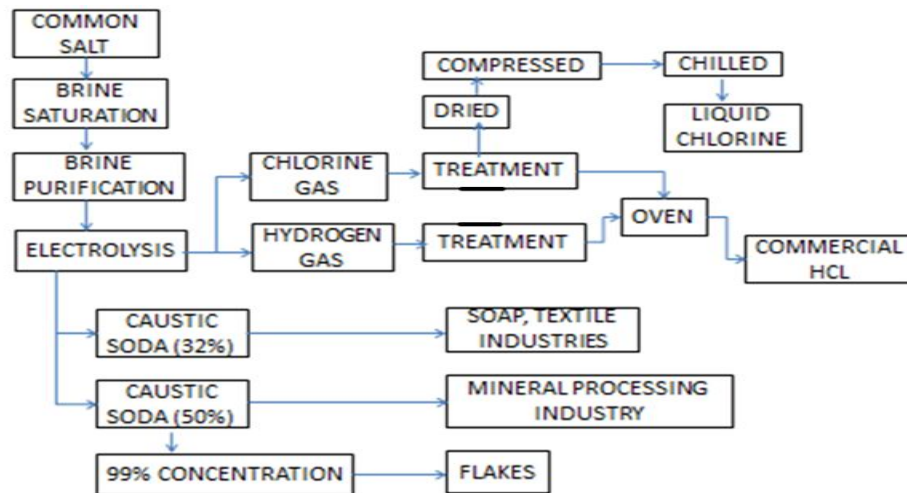 COMMON
SALT
BRINE
SATURATION
BRINE
PURIFICATION
ELECTROLYSIS
CHLORINE
GAS
HYDROGEN
GAS
TREATMENT
TREATMENT
DRIED
COMPRESSED
CHILLED
LIQUID
CHLORINE
OVEN
COMMERCIAL
HCL
CAUSTIC
SODA (32%)
SOAP, TEXTILE
INDUSTRIES
CAUSTIC
SODA (50%)
MINERAL PROCESSING
INDUSTRY
99% CONCENTRATION
FLAKES